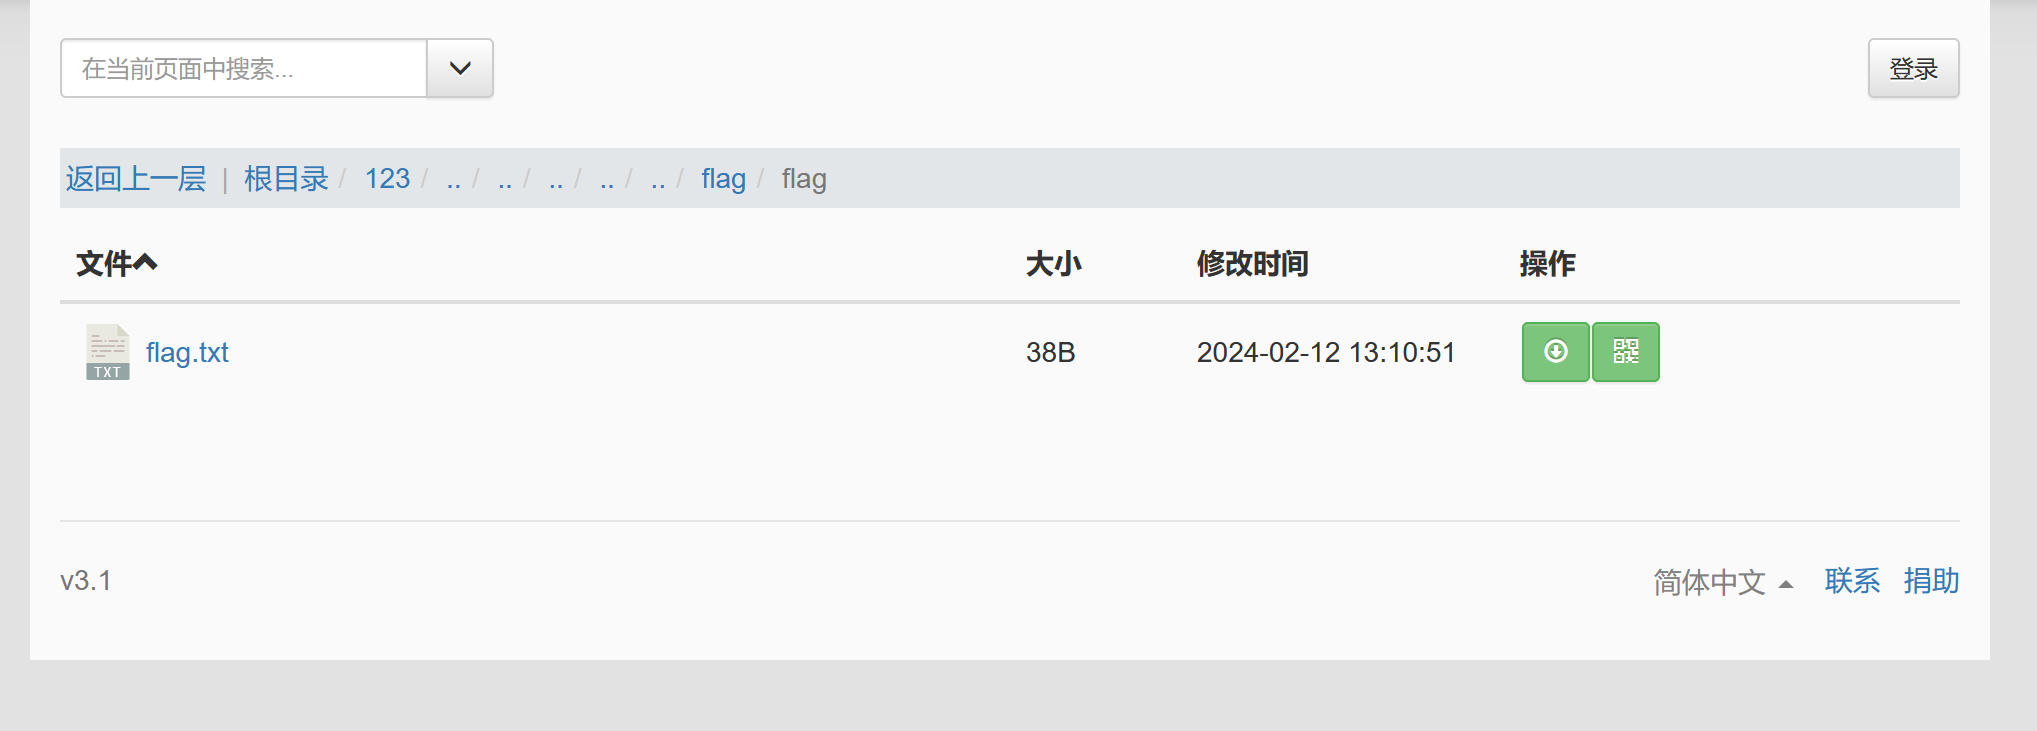 在当前页面中搜索... 登录
返回上一层 | 根目录 / 123 / .. / .. / .. / .. / .. / flag / flag
文件 大小 修改时间 操作
TXT flag.txt 38B 2024-02-12 13:10:51
v3.1 简体中文 联系 捐助